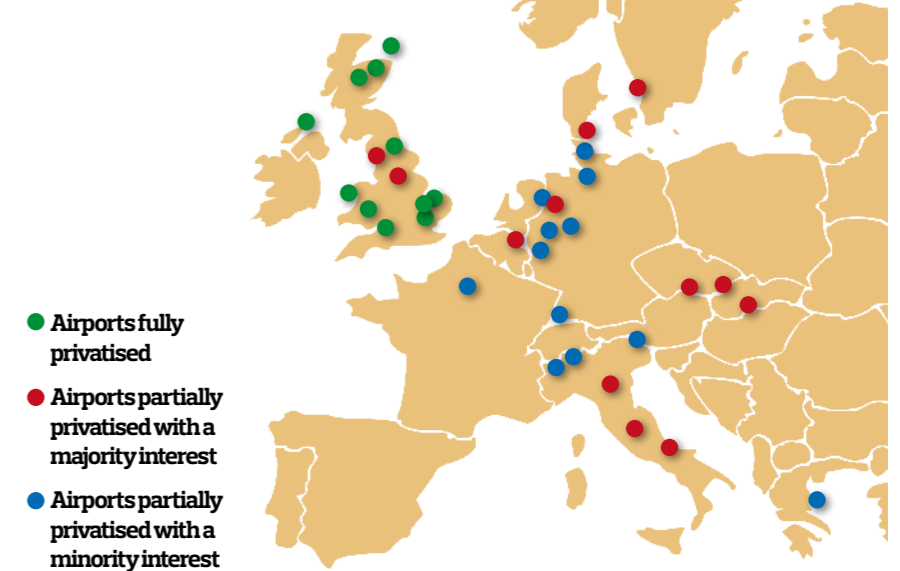 Airports fully
privatised
Airports partially
privatised with a
majority interest
Airports partially
privatised with a
minority interest